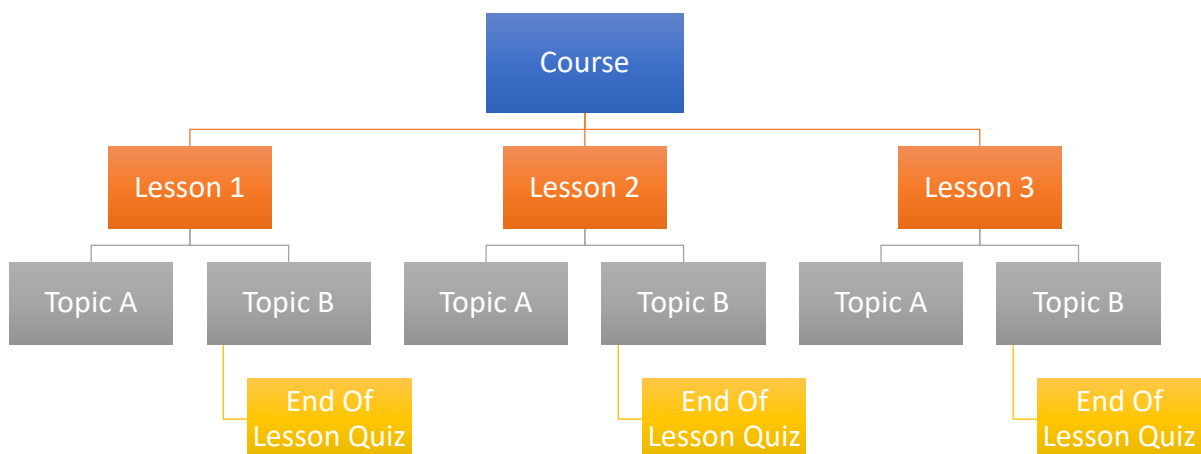 Course
Lesson 1
Lesson 2
Lesson 3
Topic A
Topic B
Topic A
Topic B
Topic A
Topic B
End Of
Lesson Quiz
End Of
Lesson Quiz
End Of
Lesson Quiz